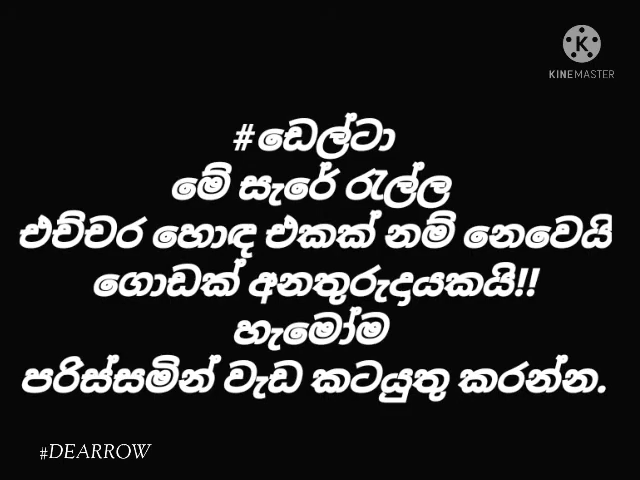 KINEMASTER
#ඩෙල්ටා
මේ සැරේ රැල්ල
එච්චර හොඳ එකක් නම් නෙවෙයි
ගොඩක් අනතුරුදායකයි!!
හැමෝම
පරිස්සමින් වැඩ කටයුතු කරන්න.
#DEARROW